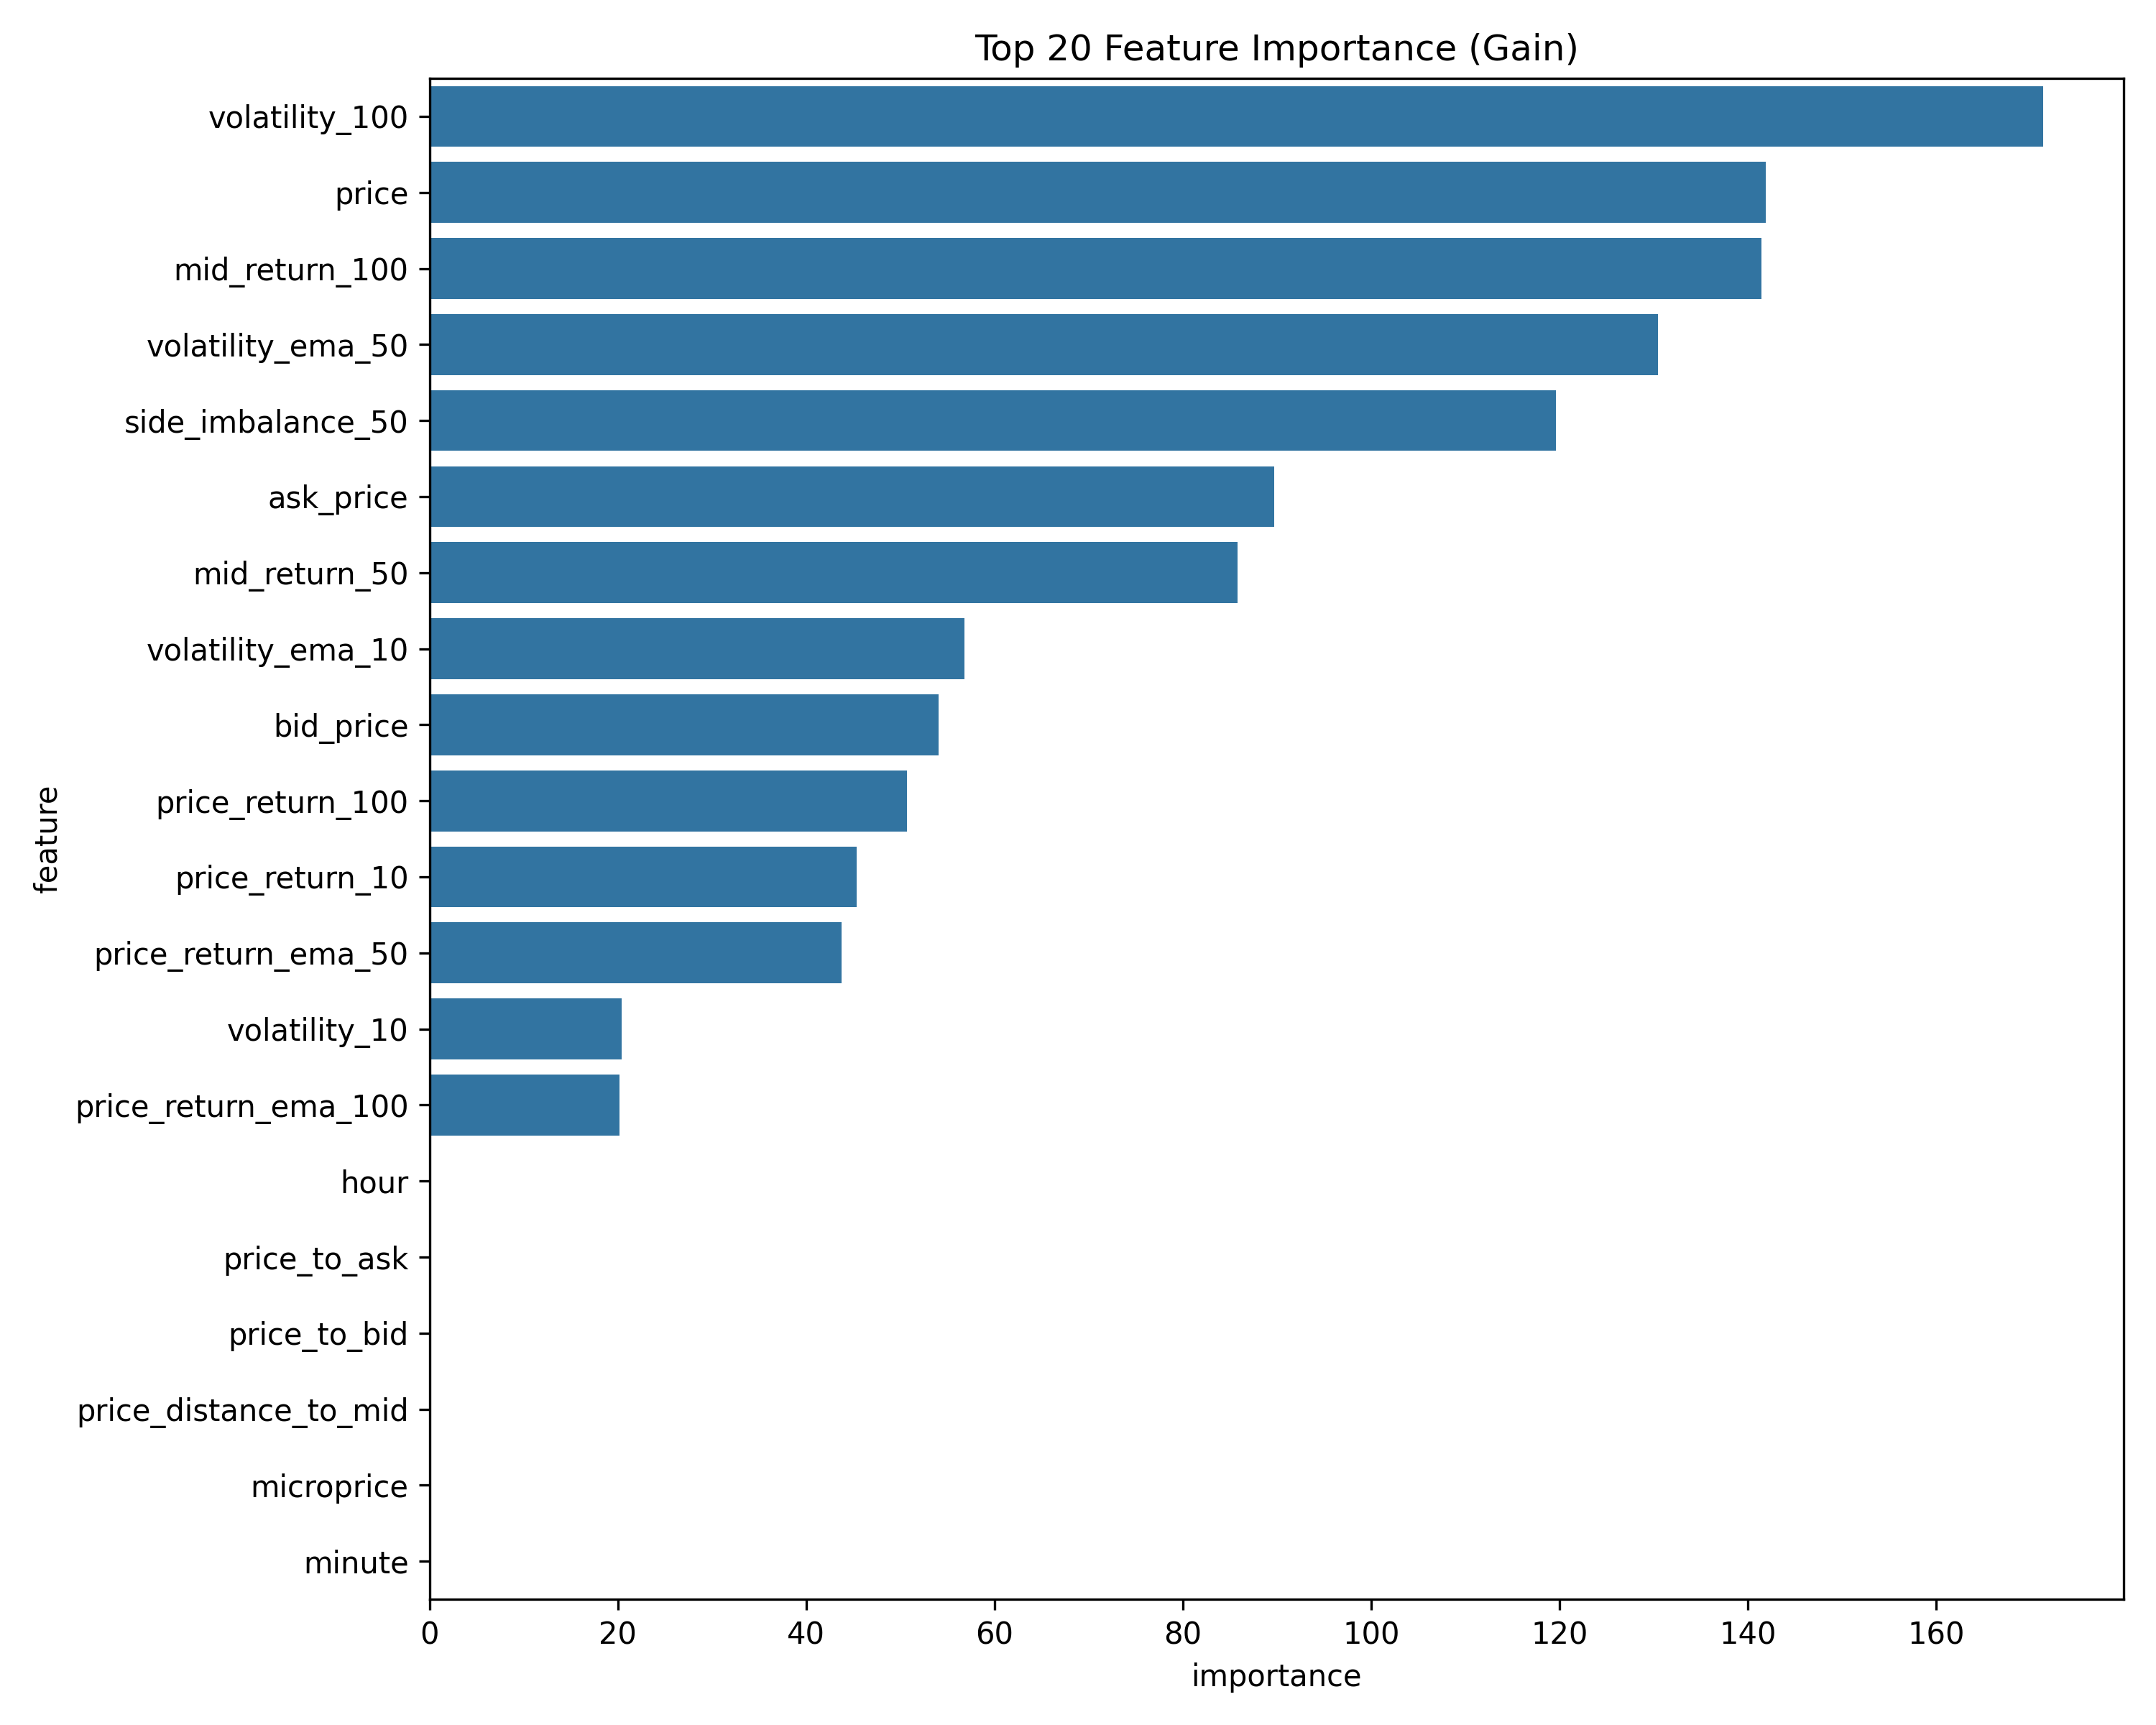 Top 20 Feature Importance (Gain)
volatility_100
price
mid_return_100
volatility_ema_50
side_imbalance_50
ask_price
mid_return_50
volatility_ema_10
bid_price
price_return_100
price_return_10
price_return_ema_50
volatility_10
price_return_ema_100
hour
price_to_ask
price_to_bid
price_distance_to_mid
microprice
minute
feature
0 20 40 60 80 100 120 140 160
importance